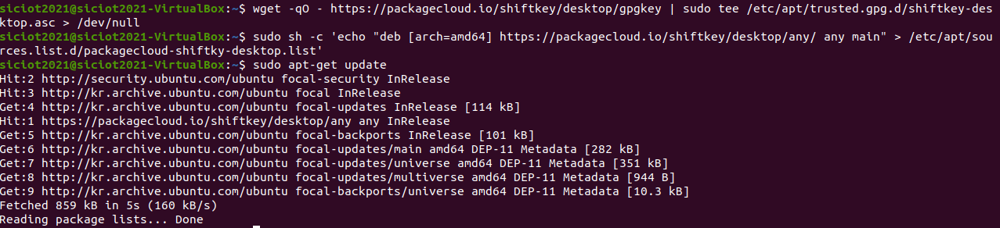 siciot2021@siciot2021-VirtualBox:~$ wget -qO - https://packagecloud.io/shiftkey/desktop/gpgkey | sudo tee /etc/apt/trusted.gpg.d/shiftkey-des
ktop.asc > /dev/null
siciot2021@siciot2021-VirtualBox:~$ sudo sh -c 'echo "deb [arch=amd64] https://packagecloud.io/shiftkey/desktop/any/ any main" > /etc/apt/sou
rces.list.d/packagecloud-shiftky-desktop.list'
siciot2021@siciot2021-VirtualBox:~$ sudo apt-get update
Hit:2 http://security.ubuntu.com/ubuntu focal-security InRelease
Hit:3 http://kr.archive.ubuntu.com/ubuntu focal InRelease
Get:4 http://kr.archive.ubuntu.com/ubuntu focal-updates InRelease [114 kB]
Hit:1 https://packagecloud.io/shiftkey/desktop/any any InRelease
Get:5 http://kr.archive.ubuntu.com/ubuntu focal-backports InRelease [101 kB]
Get:6 http://kr.archive.ubuntu.com/ubuntu focal-updates/main amd64 DEP-11 Metadata [282 kB]
Get:7 http://kr.archive.ubuntu.com/ubuntu focal-updates/universe amd64 DEP-11 Metadata [351 kB]
Get:8 http://kr.archive.ubuntu.com/ubuntu focal-updates/multiverse amd64 DEP-11 Metadata [944 B]
Get:9 http://kr.archive.ubuntu.com/ubuntu focal-backports/universe amd64 DEP-11 Metadata [10.3 kB]
Fetched 859 kB in 5s (160 kB/s)
Reading package lists... Done